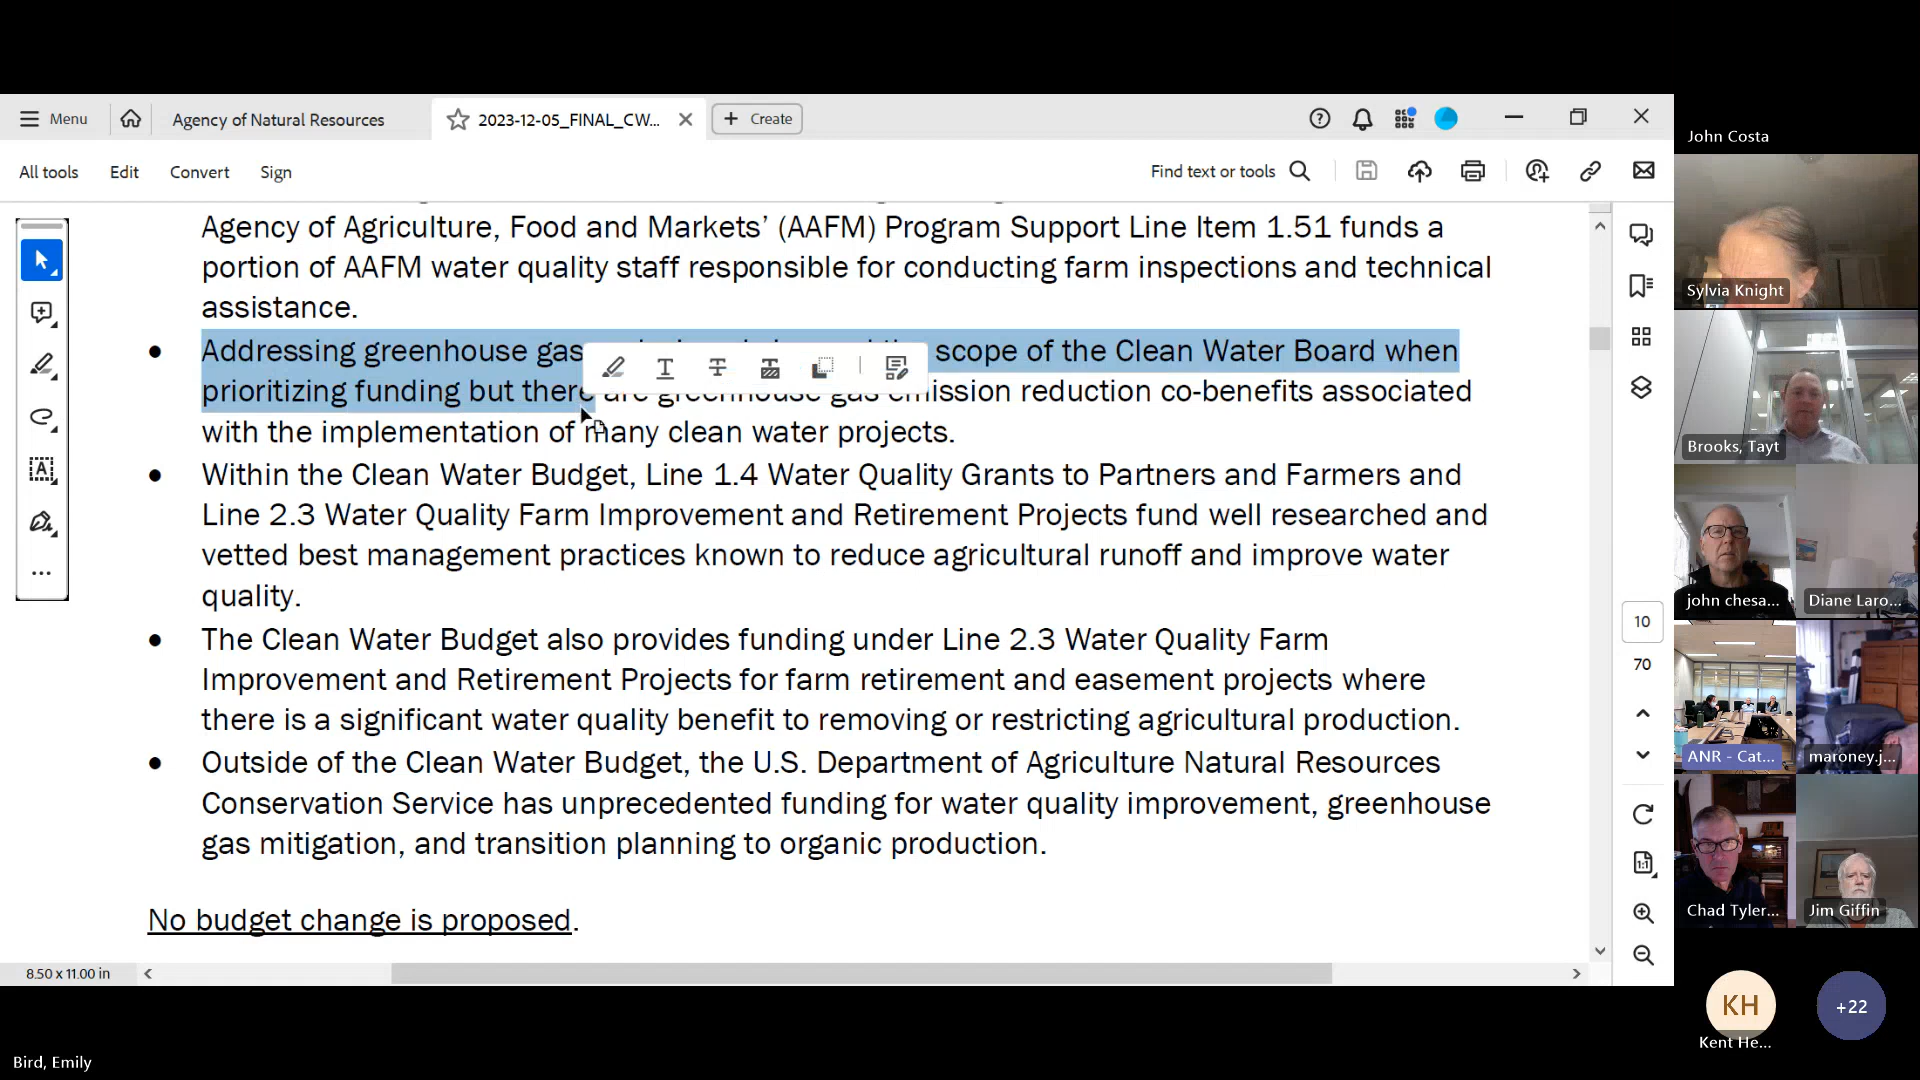 Menu
Agency of Natural Resources
2023-12-05_FINAL_CW...
Create
All tools
Edit
Convert
Sign
Find text or tools
Agency of Agriculture, Food and Markets’ (AAFM) Program Support Line Item 1.51 funds a
portion of AAFM water quality staff responsible for conducting farm inspections and technical
assistance.
Addressing greenhouse gas scope of the Clean Water Board when
prioritizing funding but there are greenhouse gas emission reduction co-benefits associated
with the implementation of many clean water projects.
Within the Clean Water Budget, Line 1.4 Water Quality Grants to Partners and Farmers and
Line 2.3 Water Quality Farm Improvement and Retirement Projects fund well researched and
vetted best management practices known to reduce agricultural runoff and improve water
quality.
The Clean Water Budget also provides funding under Line 2.3 Water Quality Farm
Improvement and Retirement Projects for farm retirement and easement projects where
there is a significant water quality benefit to removing or restricting agricultural production.
Outside of the Clean Water Budget, the U.S. Department of Agriculture Natural Resources
Conservation Service has unprecedented funding for water quality improvement, greenhouse
gas mitigation, and transition planning to organic production.
No budget change is proposed.
8.50 x 11.00 in
10
70
John Costa
Sylvia Knight
Brooks, Tayt
john chesa...
Diane Laro...
ANR - Cat...
maroney.j...
Chad Tyler...
Jim Giffin
KH
Kent He...
+22
Bird, Emily